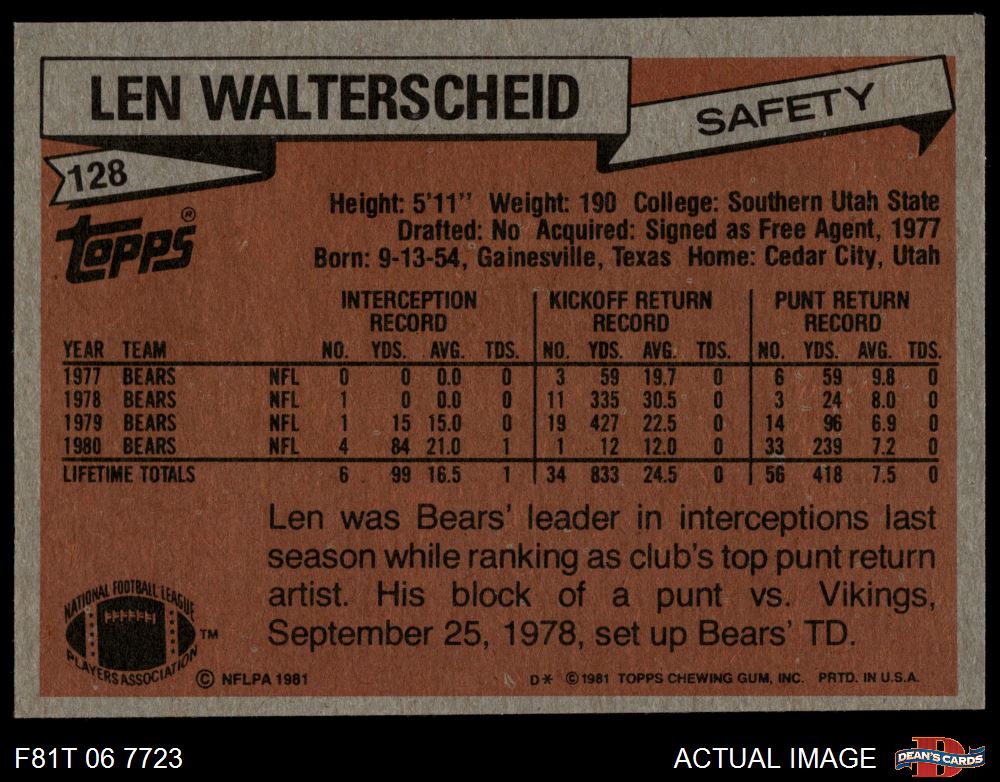 LEN WALTERSCHEID
SAFETY
128
topps®
Height: 5'11" Weight: 190 College: Southern Utah State
Drafted: No Acquired: Signed as Free Agent, 1977
Born: 9-13-54, Gainesville, Texas Home: Cedar City, Utah
INTERCEPTION RECORD KICKOFF RETURN RECORD PUNT RETURN RECORD
YEAR TEAM NO. YDS. AVG. TDS. NO. YDS. AVG. TDS. NO. YDS. AVG. TDS.
1977 BEARS NFL 0 0 0.0 0 3 59 19.7 0 6 59 9.8 0
1978 BEARS NFL 1 0 0.0 0 11 335 30.5 0 3 24 8.0 0
1979 BEARS NFL 1 15 15.0 0 19 427 22.5 0 14 96 6.9 0
1980 BEARS NFL 4 84 21.0 1 1 12 12.0 0 33 239 7.2 0
LIFETIME TOTALS 6 99 16.5 1 34 833 24.5 0 56 418 7.5 0
Len was Bears' leader in interceptions last
season while ranking as club's top punt return
artist. His block of a punt vs. Vikings,
September 25, 1978, set up Bears' TD.
NATIONAL FOOTBALL LEAGUE
PLAYERS ASSOCIATION
TM
© NFLPA 1981
D* © 1981 TOPPS CHEWING GUM, INC. PRTD. IN U.S.A.
F81T 06 7723
ACTUAL IMAGE
D
DEAN'S CARDS